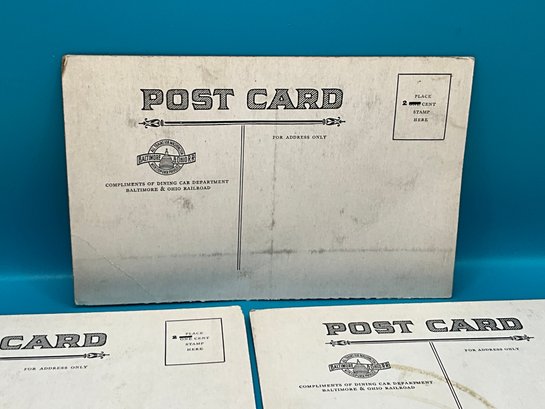 POST CARD
PLACE
2 CENT
STAMP
HERE
FOR ADDRESS ONLY
BALTIMORE & OHIO R R
COMPLIMENTS OF DINING CAR DEPARTMENT
BALTIMORE & OHIO RAILROAD
CARD
PLACE
2 CENT
STAMP
HERE
FOR ADDRESS ONLY
POST CARD
FOR ADDRESS ONLY
COMPLIMENTS OF DINING CAR DEPARTMENT
BALTIMORE & OHIO RAILROAD